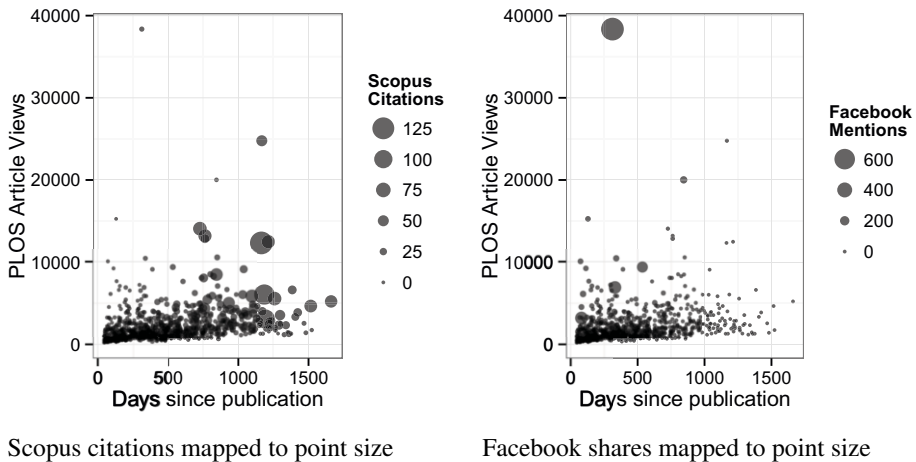 40000
30000
20000
10000
0
PLOS Article Views
0 500 1000 1500
Days since publication
Scopus
Citations
125
100
75
50
25
0
Scopus citations mapped to point size
40000
30000
20000
10000
0
PLOS Article Views
0 500 1000 1500
Days since publication
Facebook
Mentions
600
400
200
0
Facebook shares mapped to point size